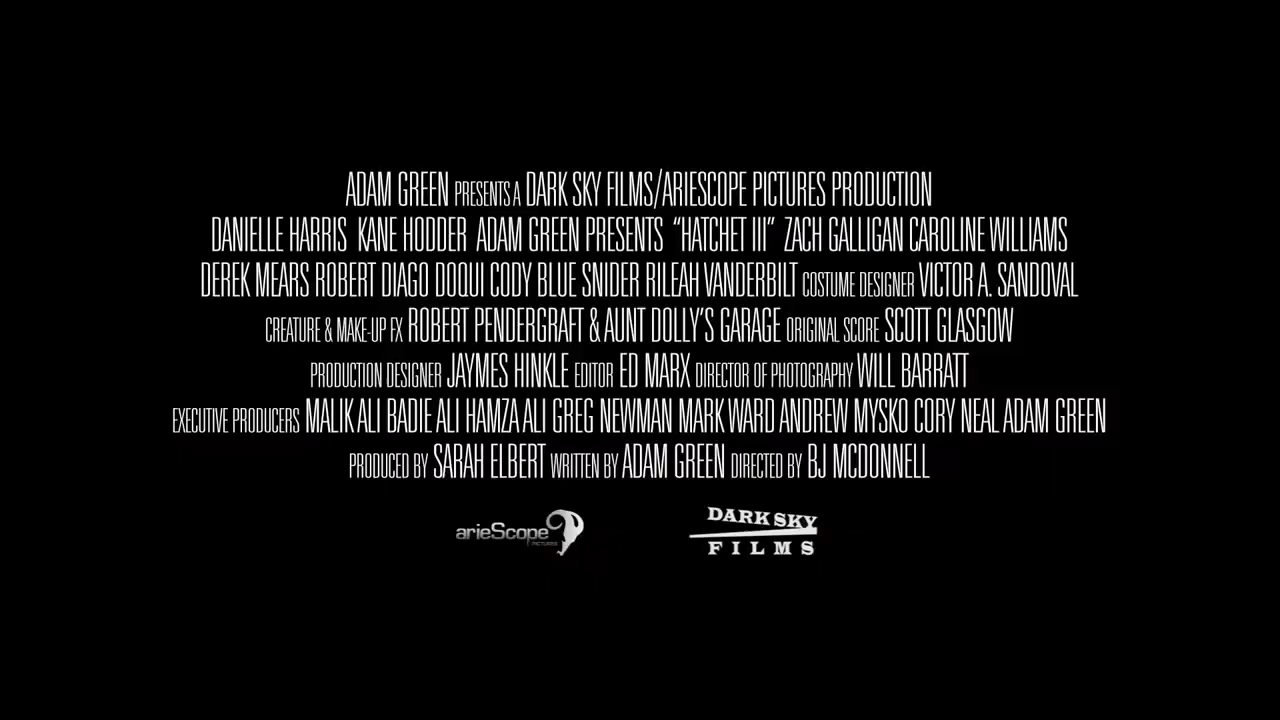 ADAM GREEN PRESENTS A DARK SKY FILMS/ARIESCOPE PICTURES PRODUCTION
DANIELLE HARRIS KANE HODDER ADAM GREEN PRESENTS “HATCHET III” ZACH GALLIGAN CAROLINE WILLIAMS
DEREK MEARS ROBERT DIAGO DOQUI CODY BLUE SNIDER RILEAH VANDERBILT COSTUME DESIGNER VICTOR A. SANDOVAL
CREATURE & MAKE-UP FX ROBERT PENDERGRAFT & AUNT DOLLY’S GARAGE ORIGINAL SCORE SCOTT GLASGOW
PRODUCTION DESIGNER JAYMES HINKLE EDITOR ED MARX DIRECTOR OF PHOTOGRAPHY WILL BARRATT
EXECUTIVE PRODUCERS MALIK ALI BADIE ALI HAMZA ALI GREG NEWMAN MARK WARD ANDREW MYSKO CORY NEAL ADAM GREEN
PRODUCED BY SARAH ELBERT WRITTEN BY ADAM GREEN DIRECTED BY BJ MCDONNELL
arieScope
PICTURES
DARK SKY
FILMS